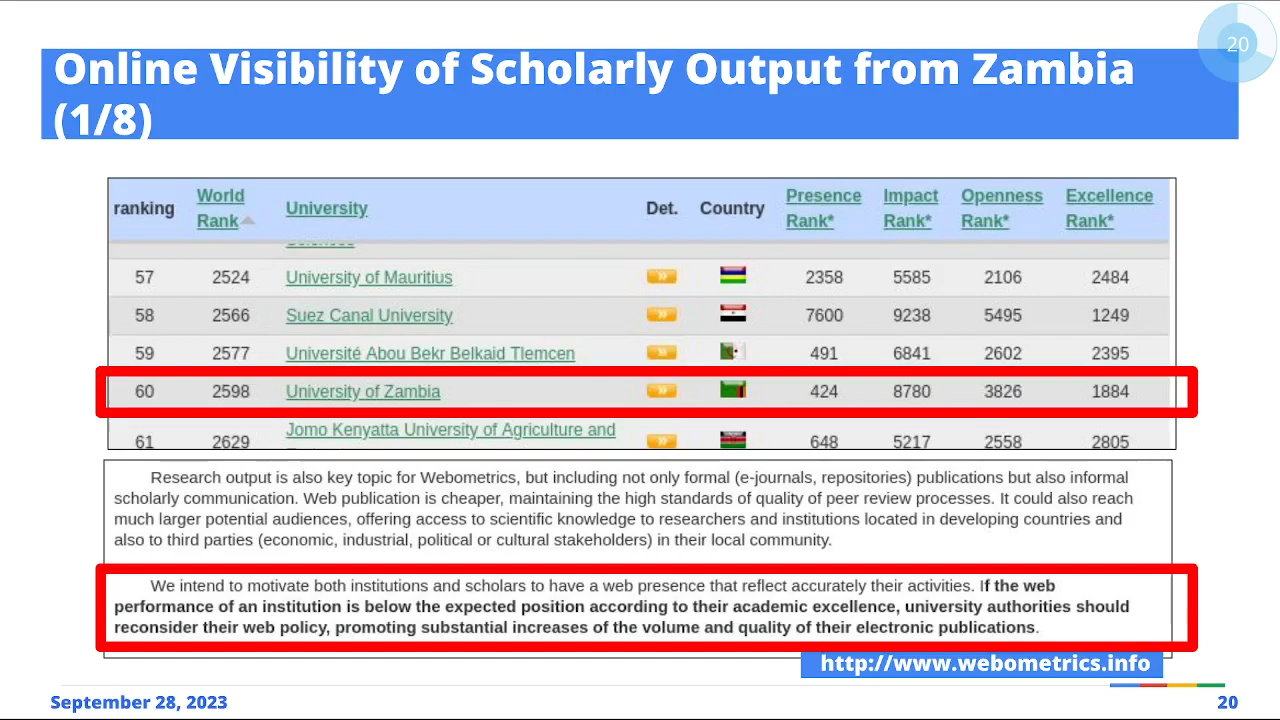 20
Online Visibility of Scholarly Output from Zambia
(1/8)
ranking World Rank University Det. Country Presence Rank* Impact Rank* Openness Rank* Excellence Rank*
Sciences
57 2524 University of Mauritius 2358 5585 2106 2484
58 2566 Suez Canal University 7600 9238 5495 1249
59 2577 Université Abou Bekr Belkaid Tlemcen 491 6841 2602 2395
60 2598 University of Zambia 424 8780 3826 1884
61 2629 Jomo Kenyatta University of Agriculture and 648 5217 2558 2805
Research output is also key topic for Webometrics, but including not only formal (e-journals, repositories) publications but also informal
scholarly communication. Web publication is cheaper, maintaining the high standards of quality of peer review processes. It could also reach
much larger potential audiences, offering access to scientific knowledge to researchers and institutions located in developing countries and
also to third parties (economic, industrial, political or cultural stakeholders) in their local community.
We intend to motivate both institutions and scholars to have a web presence that reflect accurately their activities. If the web
performance of an institution is below the expected position according to their academic excellence, university authorities should
reconsider their web policy, promoting substantial increases of the volume and quality of their electronic publications.
http://www.webometrics.info
September 28, 2023
20